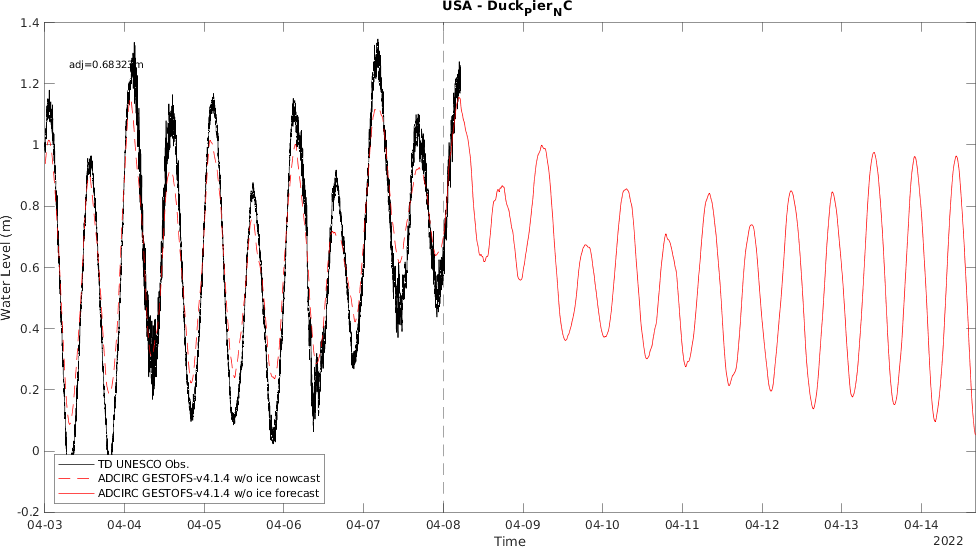 USA - DuckPierNC
1.4
adj=0.68323m
1.2
1
0.8
0.6
0.4
0.2
0
-0.2
Water Level (m)
TD UNESCO Obs.
ADCIRC GESTOFS-v4.1.4 w/o ice nowcast
ADCIRC GESTOFS-v4.1.4 w/o ice forecast
04-03 04-04 04-05 04-06 04-07 04-08 04-09 04-10 04-11 04-12 04-13 04-14
Time
2022